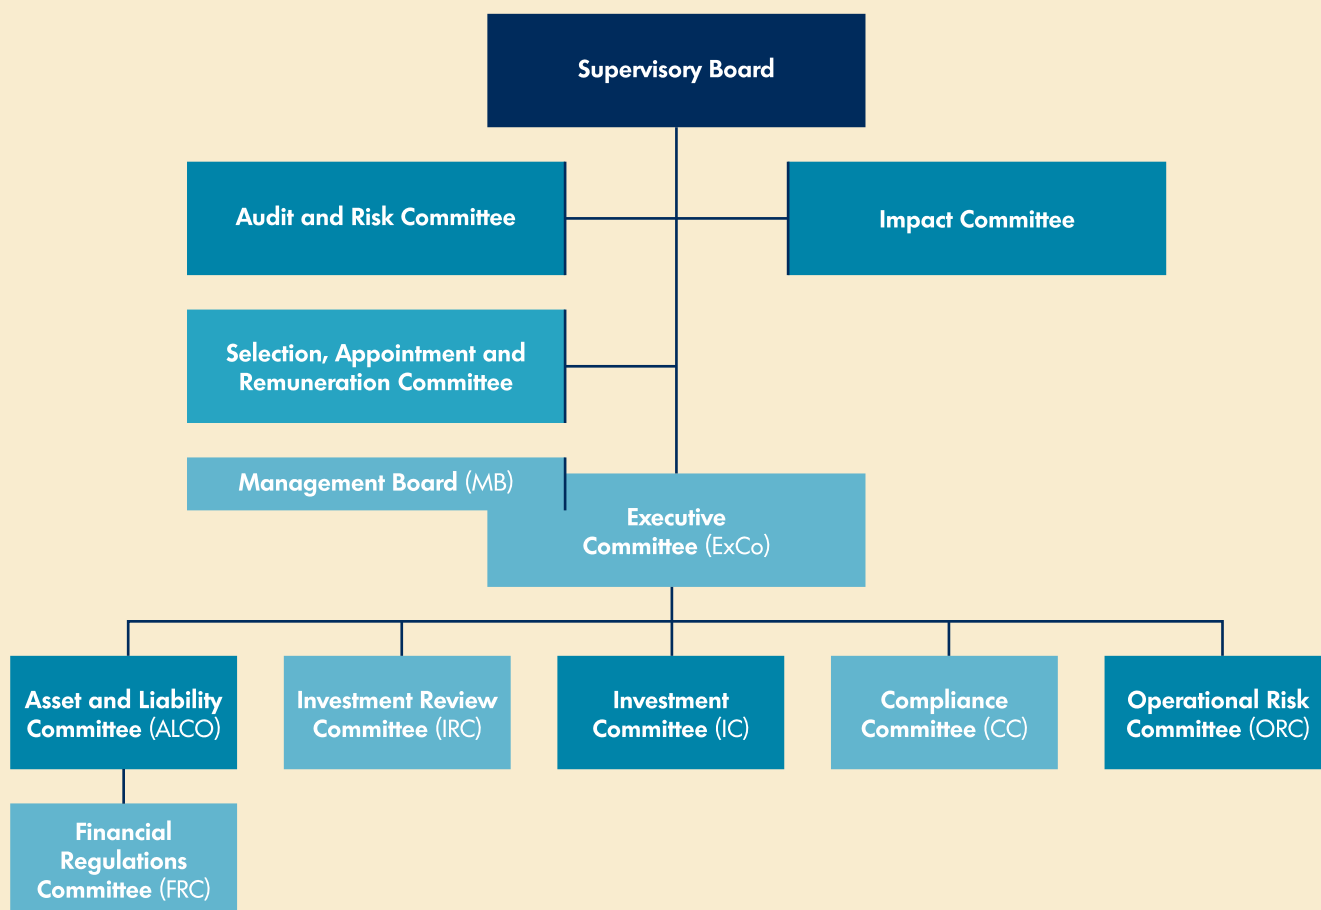 Supervisory Board
Audit and Risk Committee
Impact Committee
Selection, Appointment and
Remuneration Committee
Management Board (MB)
Executive
Committee (ExCo)
Asset and Liability
Committee (ALCO)
Investment Review
Committee (IRC)
Investment
Committee (IC)
Compliance
Committee (CC)
Operational Risk
Committee (ORC)
Financial
Regulations
Committee (FRC)